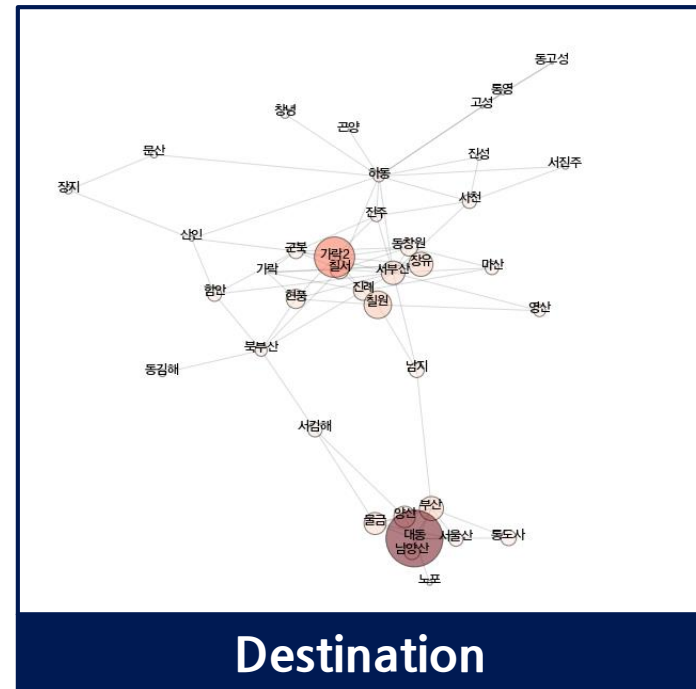 동고성
통영
고성
창녕
곤양
문산
진성
서진주
하동
장지
사천
진주
산인
군북
동창원
가락2
장유
칠서
서부산
가락
마산
진례
함안
현풍
칠원
영산
북부산
동김해
남지
서김해
부산
양산
물금
대동
서울산
통도사
남양산
노포
Destination